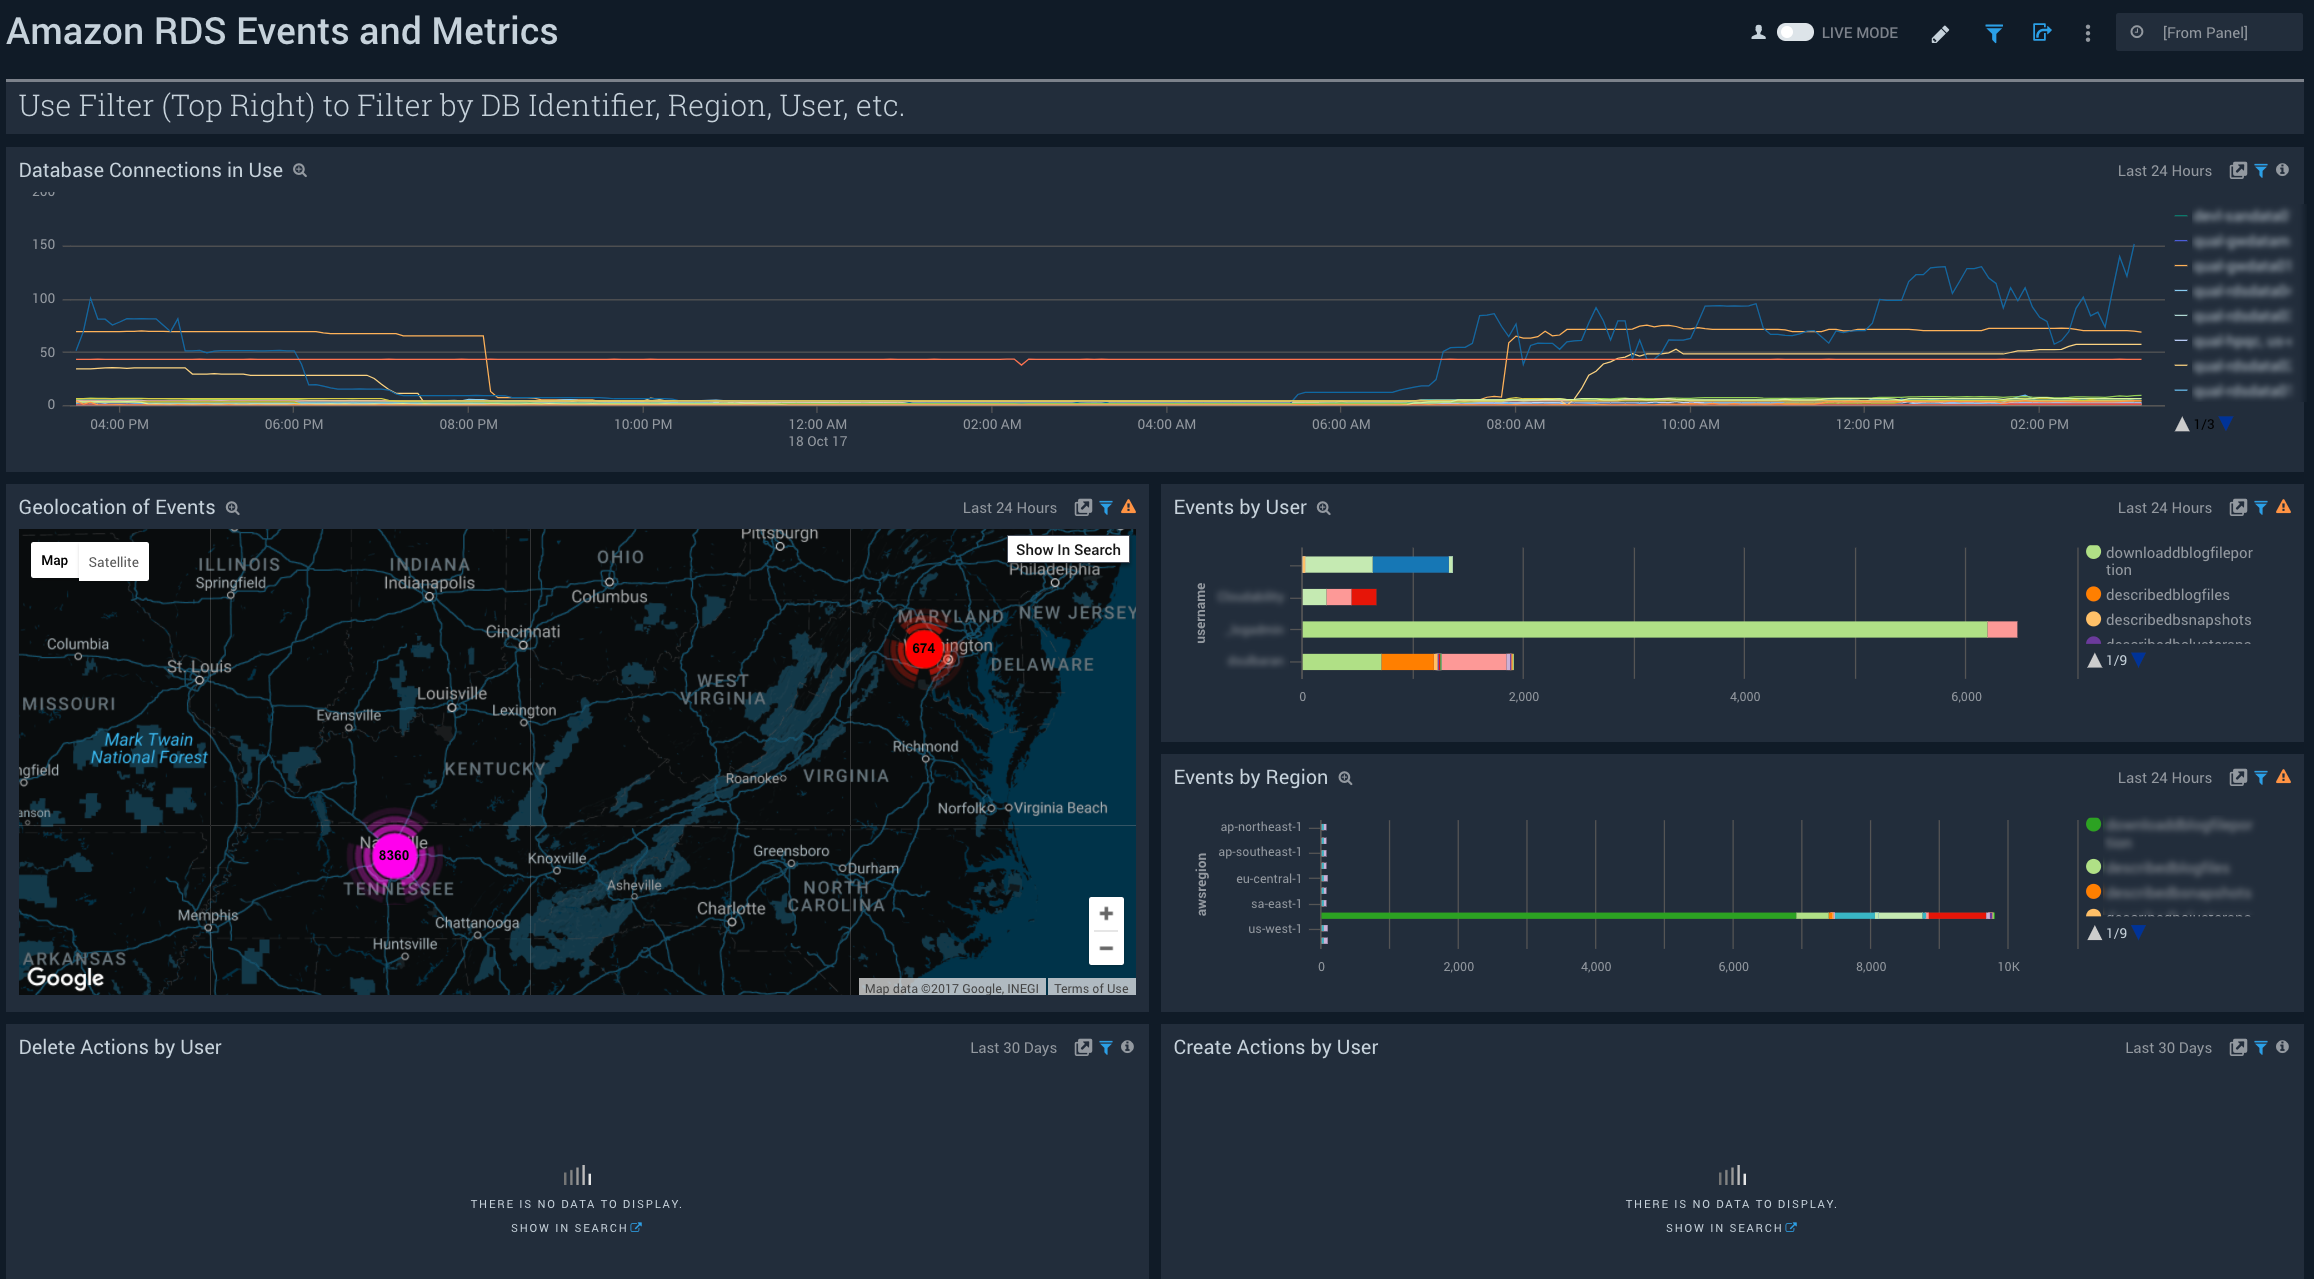 Amazon RDS Events and Metrics
LIVE MODE
[From Panel]
Use Filter (Top Right) to Filter by DB Identifier, Region, User, etc.
Database Connections in Use
Last 24 Hours
200
150
100
50
0
04:00 PM
06:00 PM
08:00 PM
10:00 PM
12:00 AM
18 Oct 17
02:00 AM
04:00 AM
06:00 AM
08:00 AM
10:00 AM
12:00 PM
02:00 PM
1/3
Geolocation of Events
Last 24 Hours
Map
Satellite
Show In Search
Pittsburgh
ILLINOIS
Springfield
INDIANA
Indianapolis
OHIO
Columbus
Philadelphia
MARYLAND
NEW JERSEY
Columbia
St. Louis
Cincinnati
674
ington
DELAWARE
MISSOURI
Louisville
Evansville
Lexington
WEST
VIRGINIA
Mark Twain
National Forest
Richmond
ngfield
KENTUCKY
Roanoke
VIRGINIA
Norfolk
Virginia Beach
anson
8360
TENNESSEE
Knoxville
Greensboro
Durham
Asheville
NORTH
CAROLINA
Memphis
Chattanooga
Charlotte
Huntsville
ARKANSAS
Google
Map data ©2017 Google, INEGI
Terms of Use
Events by User
Last 24 Hours
username
0
2,000
4,000
6,000
downloaddblogfilepor
tion
describedblogfiles
describedbsnapshots
1/9
Events by Region
Last 24 Hours
awsregion
ap-northeast-1
ap-southeast-1
eu-central-1
sa-east-1
us-west-1
0
2,000
4,000
6,000
8,000
10K
1/9
Delete Actions by User
Last 30 Days
THERE IS NO DATA TO DISPLAY.
SHOW IN SEARCH
Create Actions by User
Last 30 Days
THERE IS NO DATA TO DISPLAY.
SHOW IN SEARCH